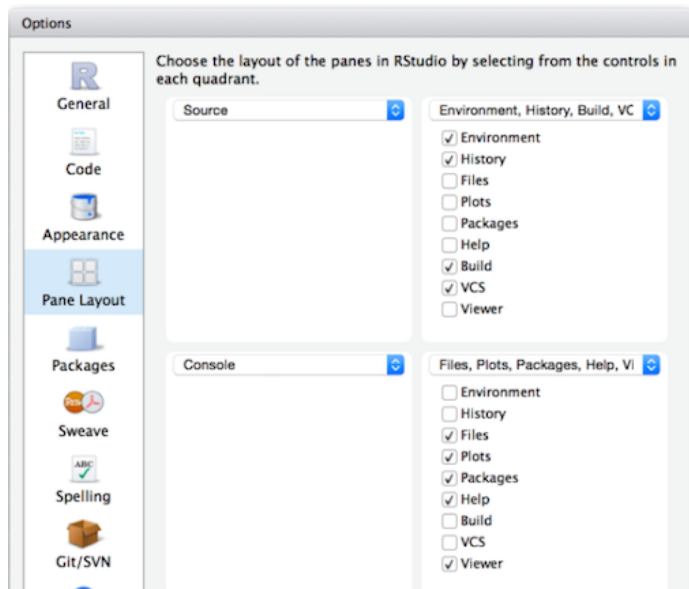 Options
Choose the layout of the panes in RStudio by selecting from the controls in
each quadrant.
R
General
Code
Appearance
Pane Layout
Packages
Sweave
ABC
Spelling
Git/SVN
Source
Environment, History, Build, VC
Environment
History
Files
Plots
Packages
Help
Build
VCS
Viewer
Console
Files, Plots, Packages, Help, Vi
Environment
History
Files
Plots
Packages
Help
Build
VCS
Viewer